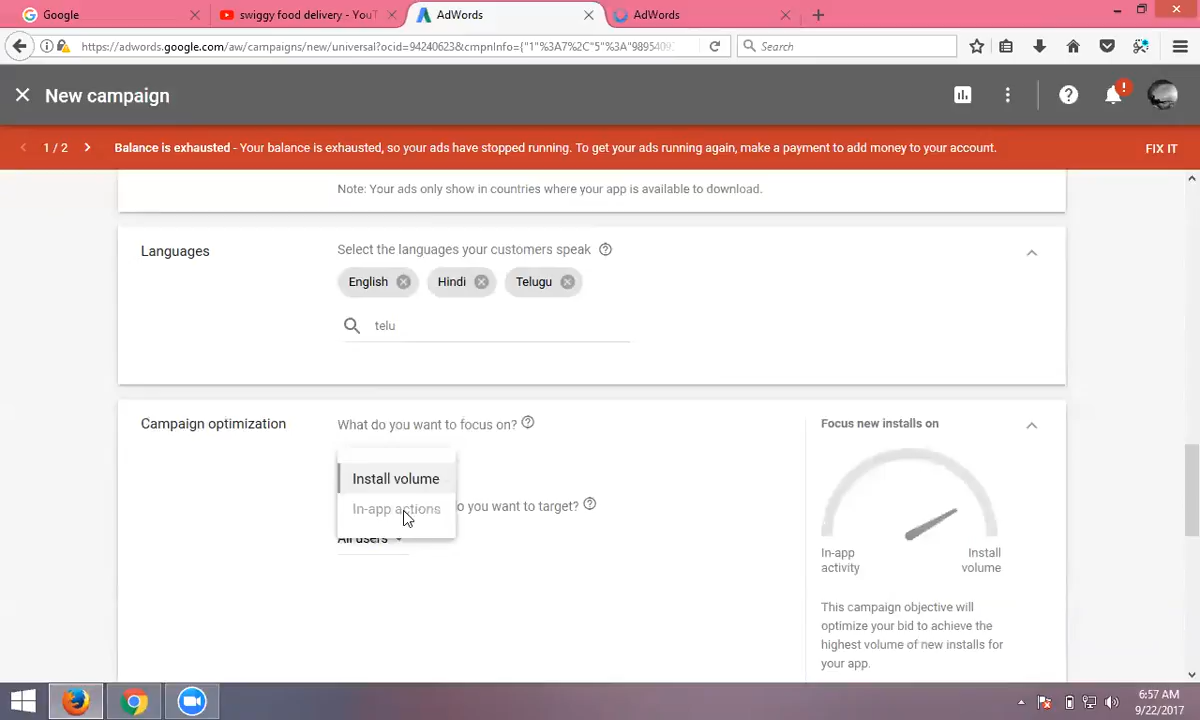 Google
swiggy food delivery - YouT
AdWords
AdWords
https://adwords.google.com/aw/campaigns/new/universal?ocid=94240623&cmpnInfo={"1"%3A7%2C"5"%3A"989540
Search
New campaign
1 / 2
Balance is exhausted - Your balance is exhausted, so your ads have stopped running. To get your ads running again, make a payment to add money to your account.
FIX IT
Note: Your ads only show in countries where your app is available to download.
Languages
Select the languages your customers speak
English
Hindi
Telugu
telu
Campaign optimization
What do you want to focus on?
Focus new installs on
Install volume
In-app actions
o you want to target?
All users
In-app activity
Install volume
This campaign objective will
optimize your bid to achieve the
highest volume of new installs for
your app.
6:57 AM
9/22/2017